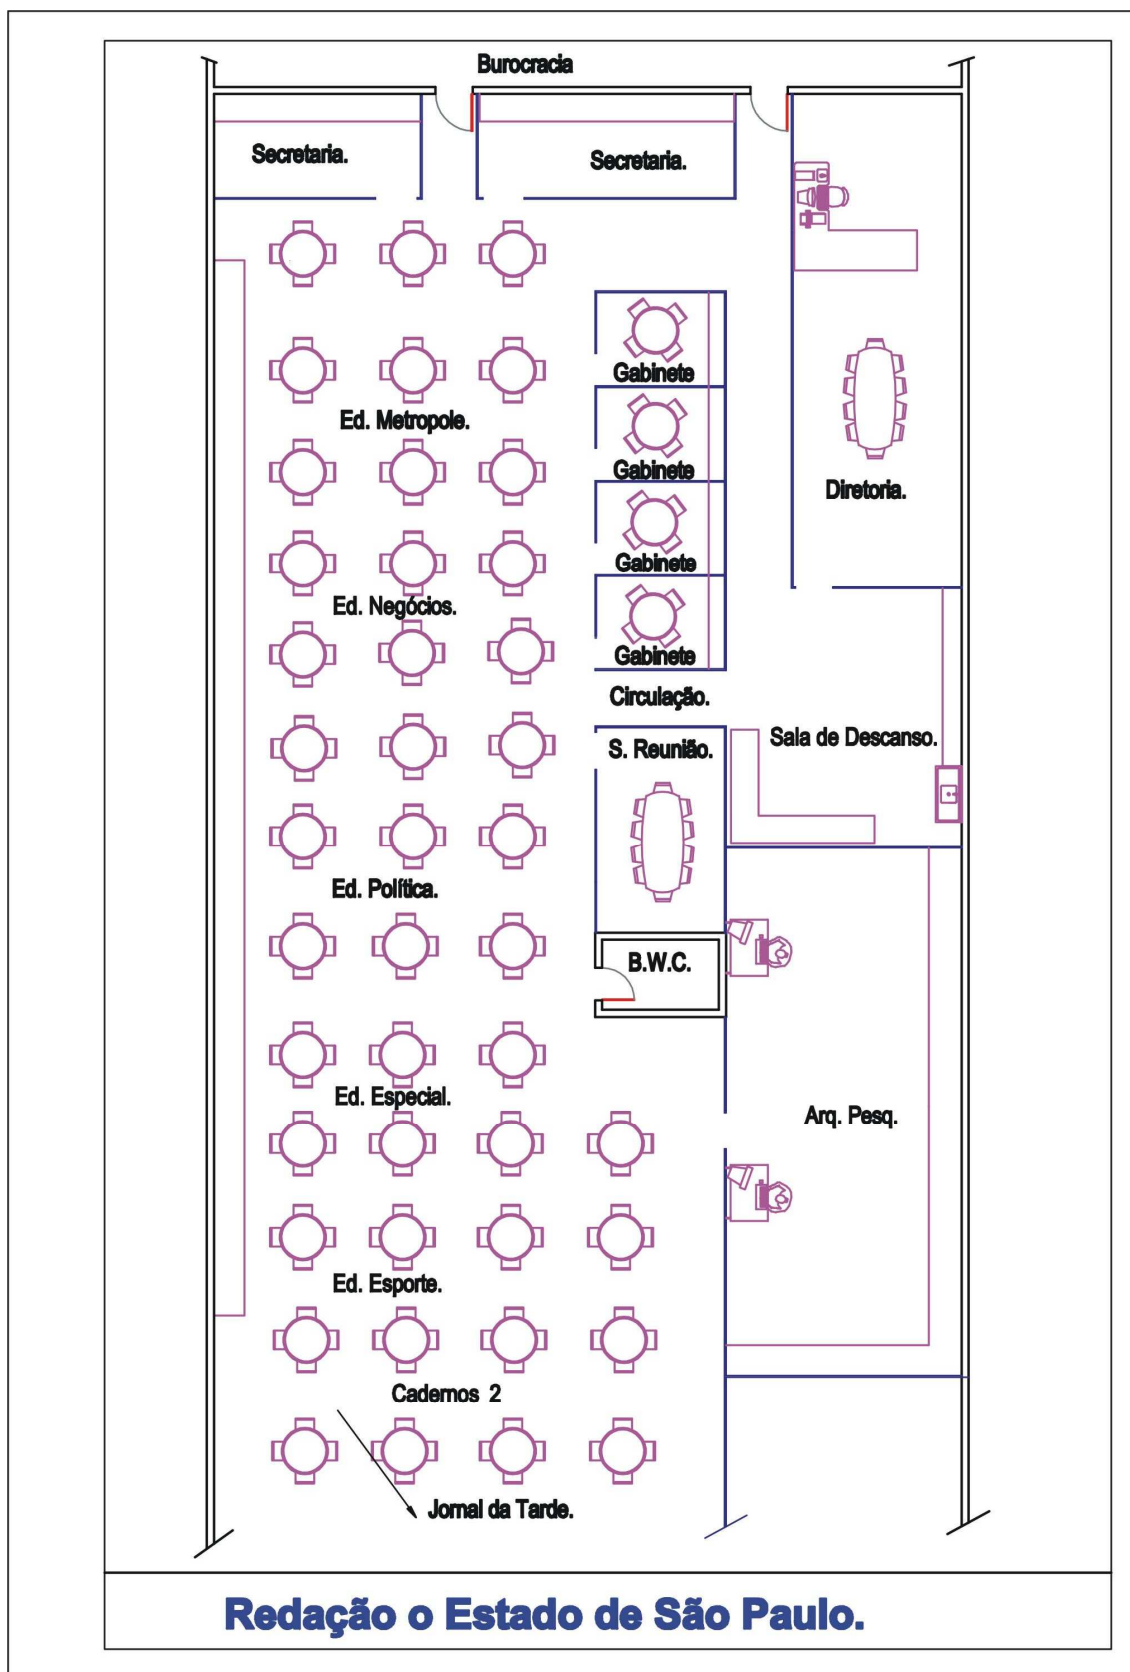 Burocracia
Secretaria.
Secretaria.
Gabinete
Ed. Metropole.
Gabinete
Diretoria.
Gabinete
Ed. Negócios.
Gabinete
Circulação.
S. Reunião.
Sala de Descanso.
Ed. Política.
B.W.C.
Ed. Especial.
Arq. Pesq.
Ed. Esporte.
Cadernos 2
Jornal da Tarde.
Redação o Estado de São Paulo.